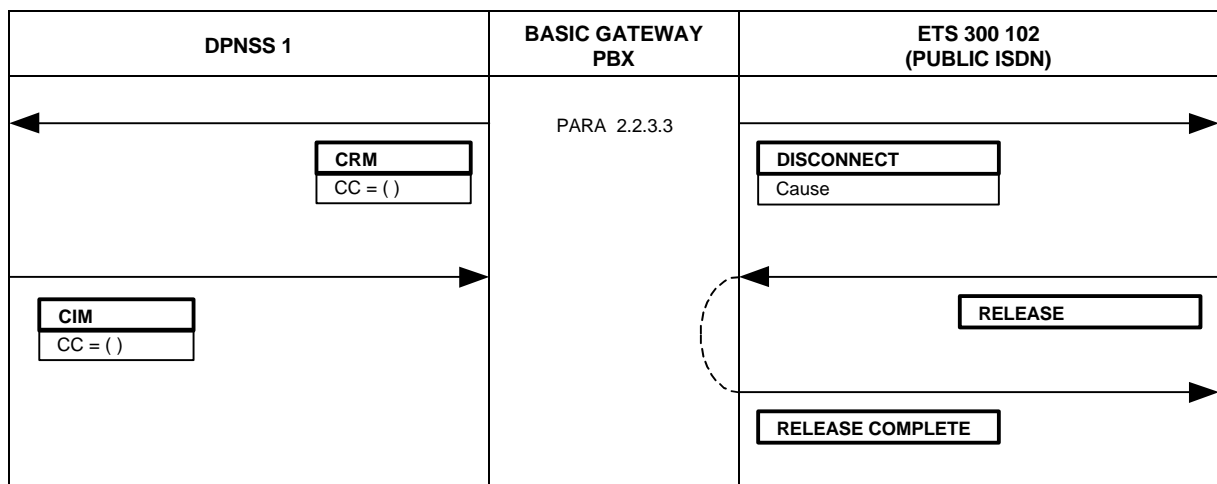 DPNSS 1
BASIC GATEWAY
PBX
ETS 300 102
(PUBLIC ISDN)
PARA 2.2.3.3
CRM
CC = ( )
DISCONNECT
Cause
CIM
CC = ( )
RELEASE
RELEASE COMPLETE